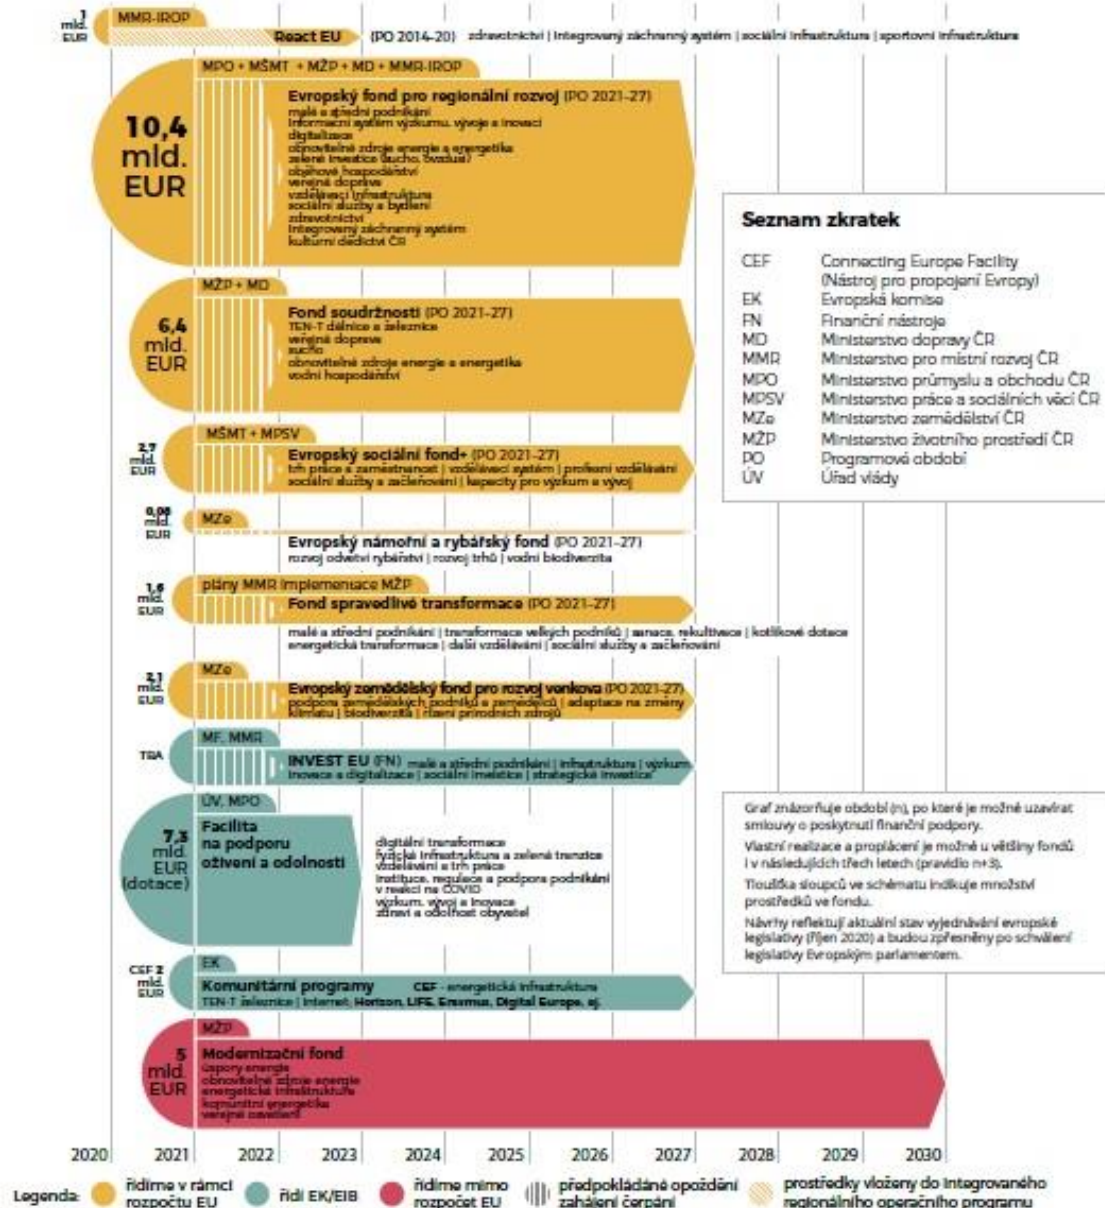 1
mld.
EUR
MMR-IROP
React EU
(PO 2014-20) zdravotnictví | Integrovaný záchranný systém | sociální infrastruktura | sportovní infrastruktura
MPO + MŠMT + MŽP + MD + MMR-IROP
10,4
mld.
EUR
Evropský fond pro regionální rozvoj (PO 2021-27)
malé a střední podnikání
Informační systém výzkumu, vývoje a inovací
digitalizace
obnovitelné zdroje energie a energetika
zelené investice (sucho, ovzduší)
oběhové hospodářství
veřejná doprava
vzdělávací infrastruktura
sociální služby a bydlení
zdravotnictví
Integrovaný záchranný systém
kulturní dědictví ČR
MŽP + MD
6,4
mld.
EUR
Fond soudržnosti (PO 2021-27)
TEN-T dálnice a železnice
veřejná doprava
sucho
obnovitelné zdroje energie a energetika
vodní hospodářství
MŠMT + MPSV
2,7
mld.
EUR
Evropský sociální fond+ (PO 2021-27)
trh práce a zaměstnanost | vzdělávací systém | profesní vzdělávání
sociální služby a začleňování | kapacity pro výzkum a vývoj
MZe
mld.
EUR
Evropský námořní a rybářský fond (PO 2021-27)
rozvoj odvětví rybářství | rozvoj trhů | vodní biodiverzita
plány MMR Implementace MŽP
1,6
mld.
EUR
Fond spravedlivé transformace (PO 2021-27)
malé a střední podnikání | transformace velkých podniků | sanace, rekultivace | kotlíkové dotace
energetická transformace | další vzdělávání | sociální služby a začleňování
MZe
2,1
mld.
EUR
Evropský zemědělský fond pro rozvoj venkova (PO 2021-27)
podpora zemědělských podniků a zemědělců | adaptace na změny
klimatu | biodiverzita | řízení přírodních zdrojů
MF, MMR
TBA
INVEST EU (FN) malé a střední podnikání | infrastruktura | výzkum
inovace a digitalizace | sociální investice | strategické investice
ÚV, MPO
7,3
mld.
EUR
(dotace)
Facilita
na podporu
oživení a odolnosti
digitální transformace
fyzická infrastruktura a zelená tranzice
vzdělávání a trh práce
instituce, regulace a podpora podnikání
v reakci na COVID
výzkum, vývoj a inovace
zdraví a odolnost obyvatel
EK
CEF 2
mld.
EUR
Komunitární programy CEF - energetická infrastruktura
TEN-T železnice | internet, Horizon, LIFE, Erasmus, Digital Europe, ej.
MŽP
5
mld.
EUR
Modernizační fond
úspory energie
obnovitelné zdroje energie
energetická infrastruktura
komunitní energetika
veřejné osvětlení
Seznam zkratek
CEF Connecting Europe Facility
(Nástroj pro propojení Evropy)
EK Evropská komise
FN Finanční nástroje
MD Ministerstvo dopravy ČR
MMR Ministerstvo pro místní rozvoj ČR
MPO Ministerstvo průmyslu a obchodu ČR
MPSV Ministerstvo práce a sociálních věcí ČR
MZe Ministerstvo zemědělství ČR
MŽP Ministerstvo životního prostředí ČR
PO Programové období
ÚV Úřad vlády
Graf znázorňuje období (n), po které je možné uzavírat
smlouvy o poskytnutí finanční podpory.
Vlastní realizace a proplácení je možné u většiny fondů
i v následujících třech letech (pravidlo n+3).
Tloušťka sloupců ve schématu indikuje množství
prostředků ve fondu.
Návrhy reflektují aktuální stav vyjednávání evropské
legislativy (říjen 2020) a budou zpřesněny po schválení
legislativy Evropským parlamentem.
2020 2021 2022 2023 2024 2025 2026 2027 2028 2029 2030
Legenda:
řídíme v rámci
rozpočtu EU
řídí EK/EIB
řídíme mimo
rozpočet EU
předpokládané opoždění
zahájení čerpání
prostředky vloženy do Integrovaného
regionálního operačního programu